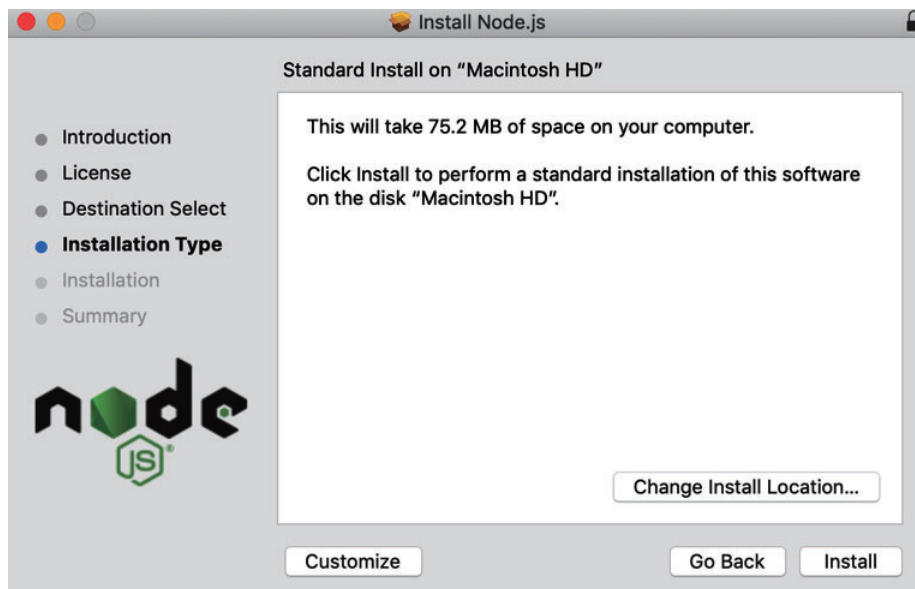 Install Node.js
Standard Install on “Macintosh HD”
Introduction
License
Destination Select
Installation Type
Installation
Summary
node
JS®
This will take 75.2 MB of space on your computer.
Click Install to perform a standard installation of this software
on the disk “Macintosh HD”.
Change Install Location...
Customize
Go Back
Install